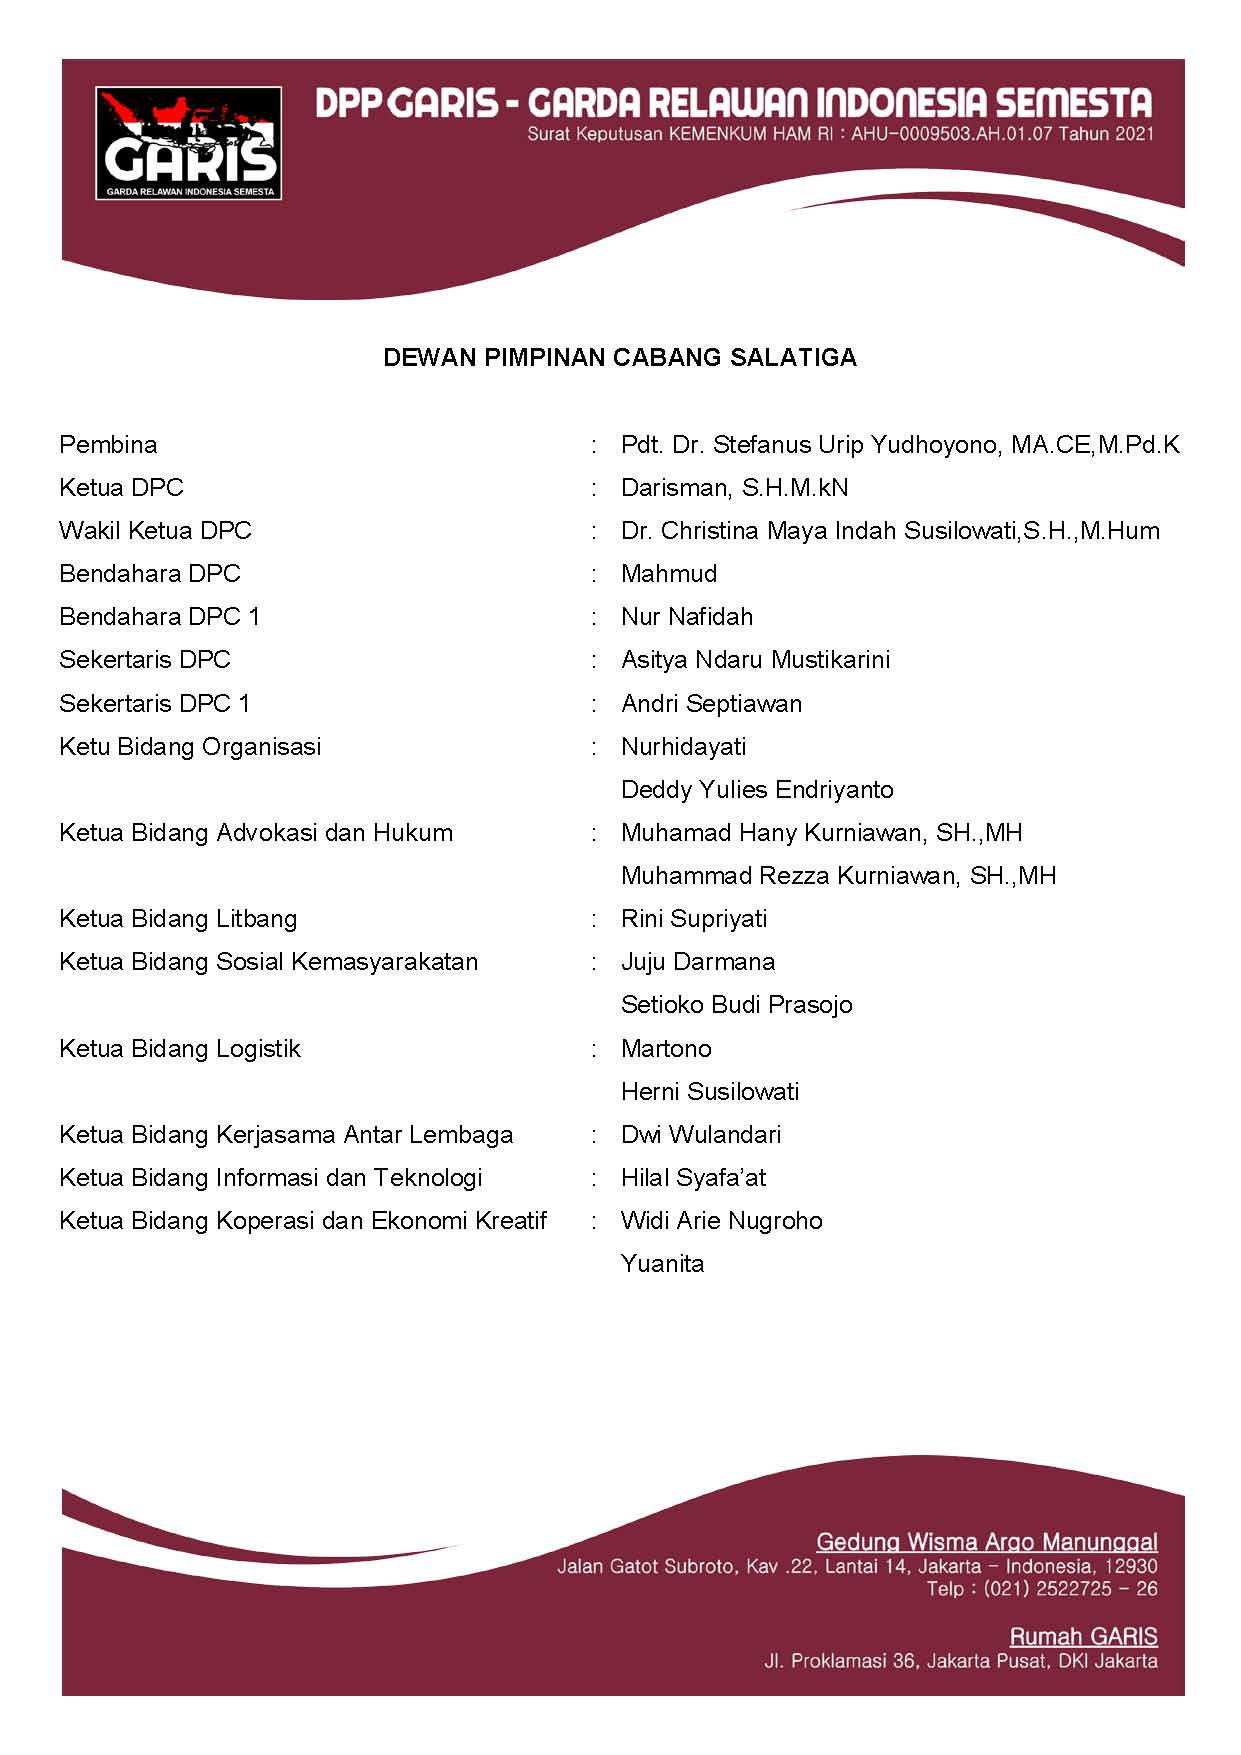 DPP GARIS - GARDA RELAWAN INDONESIA SEMESTA
Surat Keputusan KEMENKUM HAM RI : AHU-0009503.AH.01.07 Tahun 2021
GARIS
GARDA RELAWAN INDONESIA SEMESTA
DEWAN PIMPINAN CABANG SALATIGA
Pembina : Pdt. Dr. Stefanus Urip Yudhoyono, MA.CE,M.Pd.K
Ketua DPC : Darisman, S.H.M.kN
Wakil Ketua DPC : Dr. Christina Maya Indah Susilowati,S.H.,M.Hum
Bendahara DPC : Mahmud
Bendahara DPC 1 : Nur Nafidah
Sekertaris DPC : Asitya Ndaru Mustikarini
Sekertaris DPC 1 : Andri Septiawan
Ketu Bidang Organisasi : Nurhidayati
Deddy Yulies Endriyanto
Ketua Bidang Advokasi dan Hukum : Muhamad Hany Kurniawan, SH.,MH
Muhammad Rezza Kurniawan, SH.,MH
Ketua Bidang Litbang : Rini Supriyati
Ketua Bidang Sosial Kemasyarakatan : Juju Darmana
Setioko Budi Prasojo
Ketua Bidang Logistik : Martono
Herni Susilowati
Ketua Bidang Kerjasama Antar Lembaga : Dwi Wulandari
Ketua Bidang Informasi dan Teknologi : Hilal Syafa’at
Ketua Bidang Koperasi dan Ekonomi Kreatif : Widi Arie Nugroho
Yuanita
Gedung Wisma Argo Manunggal
Jalan Gatot Subroto, Kav .22, Lantai 14, Jakarta - Indonesia, 12930
Telp : (021) 2522725 - 26
Rumah GARIS
Jl. Proklamasi 36, Jakarta Pusat, DKI Jakarta